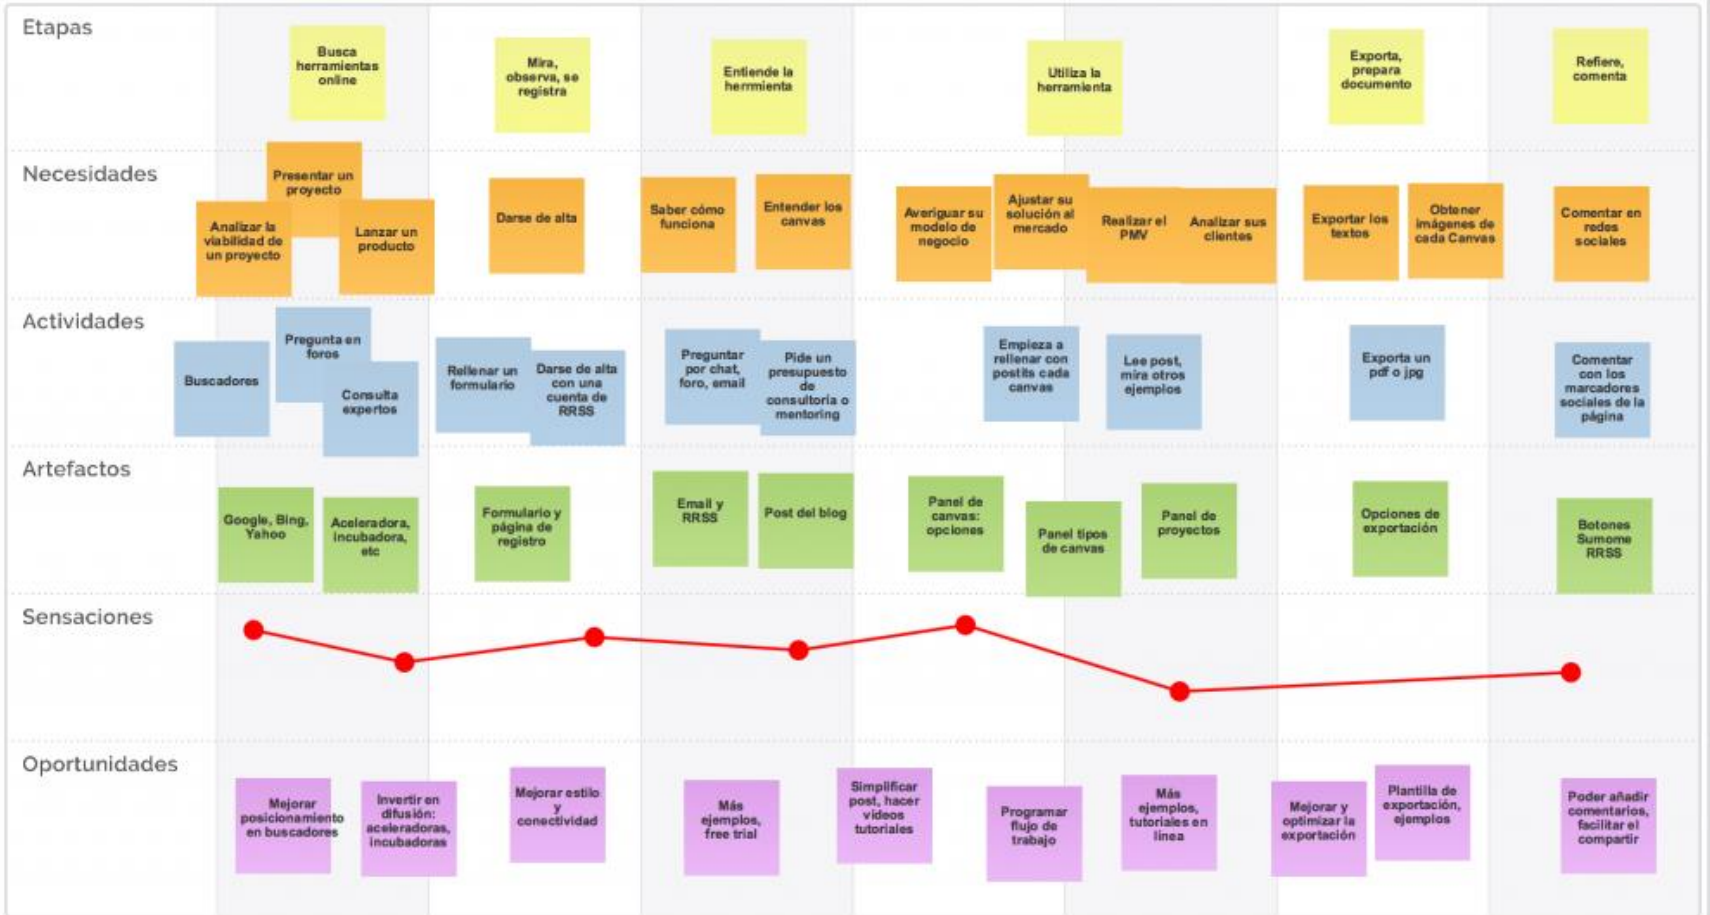 Etapas
Busca
herramientas
online
Mira,
observa, se
registra
Entiende la
herrmienta
Utiliza la
herramienta
Exporta,
prepara
documento
Refiere,
comenta
Necesidades
Presentar un
proyecto
Analizar la
viabilidad de
un proyecto
Lanzar un
producto
Darse de alta
Saber cómo
funciona
Entender los
canvas
Averiguar su
modelo de
negocio
Ajustar su
solución al
mercado
Realizar el
PMV
Analizar sus
clientes
Exportar los
textos
Obtener
imágenes de
cada Canvas
Comentar en
redes
sociales
Actividades
Buscadores
Pregunta en
foros
Consulta
expertos
Rellenar un
formulario
Darse de alta
con una
cuenta de
RRSS
Preguntar
por chat,
foro, email
Pide un
presupuesto
de
consultoría o
mentoring
Empieza a
rellenar con
postits cada
canvas
Lee post,
mira otros
ejemplos
Exporta un
pdf o jpg
Comentar
con los
marcadores
sociales de la
página
Artefactos
Google, Bing,
Yahoo
Aceleradora,
incubadora,
etc
Formulario y
página de
registro
Email y
RRSS
Post del blog
Panel de
canvas:
opciones
Panel tipos
de canvas
Panel de
proyectos
Opciones de
exportación
Botones
Sumome
RRSS
Sensaciones
Oportunidades
Mejorar
posicionamiento
en buscadores
Invertir en
difusión:
aceleradoras,
incubadoras
Mejorar estilo
y
conectividad
Más
ejemplos,
free trial
Simplificar
post, hacer
vídeos
tutoriales
Programar
flujo de
trabajo
Más
ejemplos,
tutoriales en
línea
Mejorar y
optimizar la
exportación
Plantilla de
exportación,
ejemplos
Poder añadir
comentarios,
facilitar el
compartir